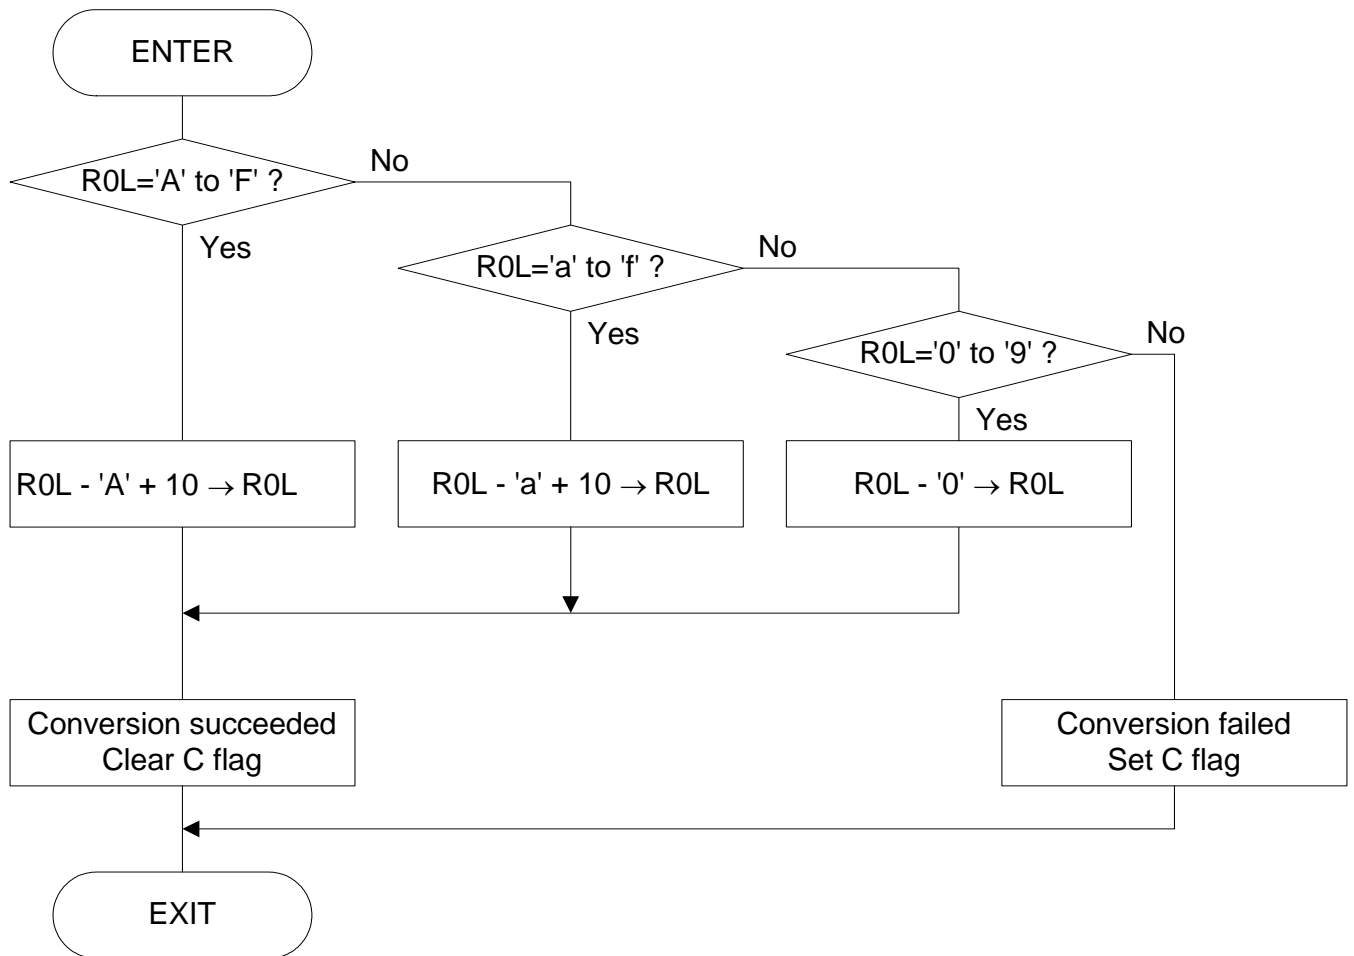 ENTER
R0L='A' to 'F' ?
No
Yes
R0L='a' to 'f' ?
No
Yes
R0L='0' to '9' ?
No
Yes
R0L - 'A' + 10 → R0L
R0L - 'a' + 10 → R0L
R0L - '0' → R0L
Conversion succeeded
Clear C flag
Conversion failed
Set C flag
EXIT